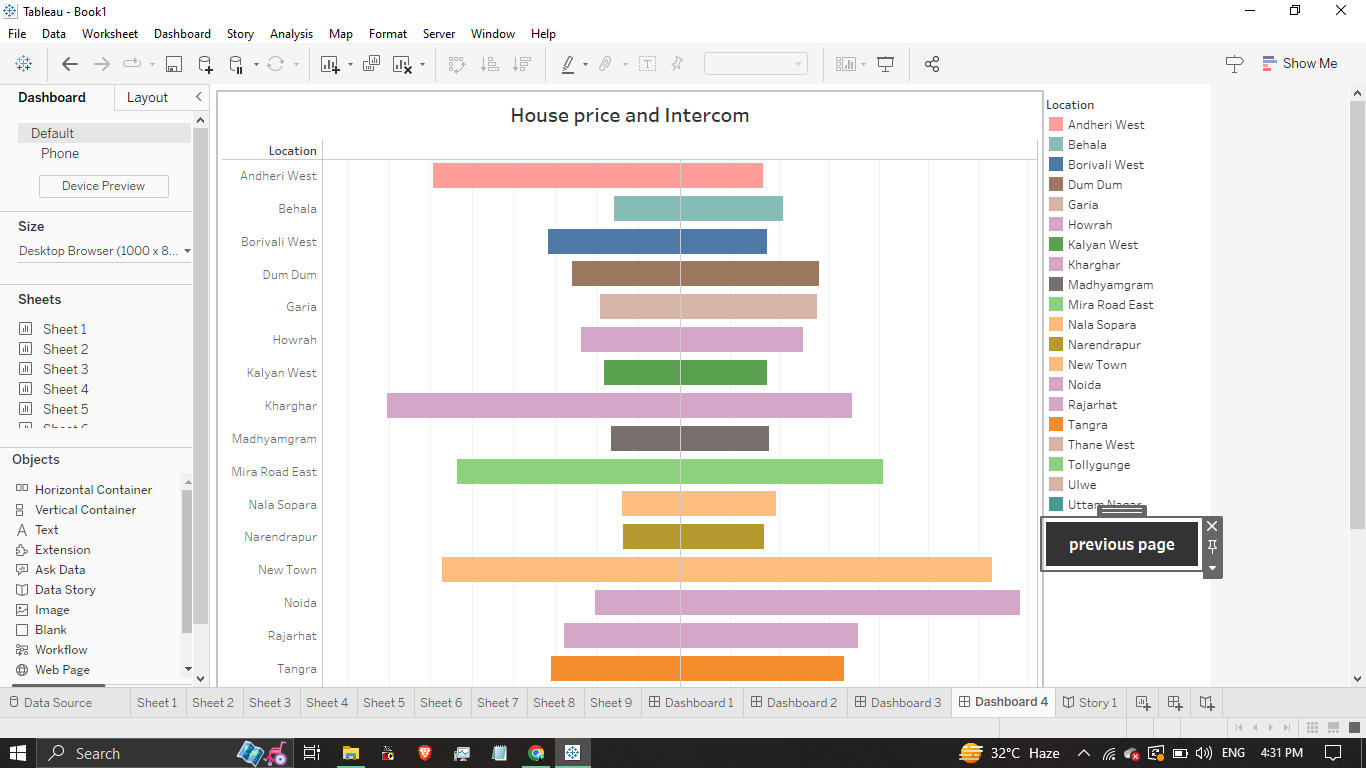 Tableau - Book1
File Data Worksheet Dashboard Story Analysis Map Format Server Window Help
Show Me
Dashboard Layout
Default
Phone
Device Preview
Size
Desktop Browser (1000 x 8...
Sheets
Sheet 1
Sheet 2
Sheet 3
Sheet 4
Sheet 5
Objects
Horizontal Container
Vertical Container
Text
Extension
Ask Data
Data Story
Image
Blank
Workflow
Web Page
House price and Intercom
Location
Andheri West
Behala
Borivali West
Dum Dum
Garia
Howrah
Kalyan West
Kharghar
Madhyamgram
Mira Road East
Nala Sopara
Narendrapur
New Town
Noida
Rajarhat
Tangra
Location
Andheri West
Behala
Borivali West
Dum Dum
Garia
Howrah
Kalyan West
Kharghar
Madhyamgram
Mira Road East
Nala Sopara
Narendrapur
New Town
Noida
Rajarhat
Tangra
Thane West
Tollygunge
Ulwe
Uttam Nagar
previous page
Data Source Sheet 1 Sheet 2 Sheet 3 Sheet 4 Sheet 5 Sheet 6 Sheet 7 Sheet 8 Sheet 9 Dashboard 1 Dashboard 2 Dashboard 3 Dashboard 4 Story 1
Search 32°C Haze ENG 4:31 PM